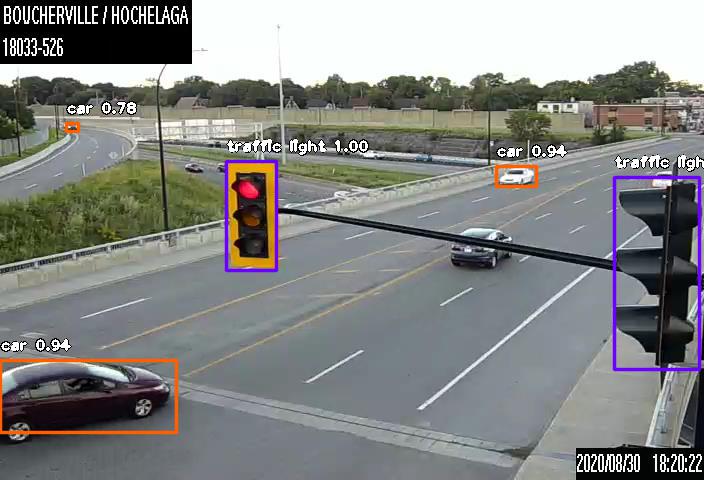 BOUCHERVILLE / HOCHELAGA
18033-526
car 0.78
traffic light 1.00
car 0.94
traffic ligh
car 0.94
2020/08/30 18:20:22